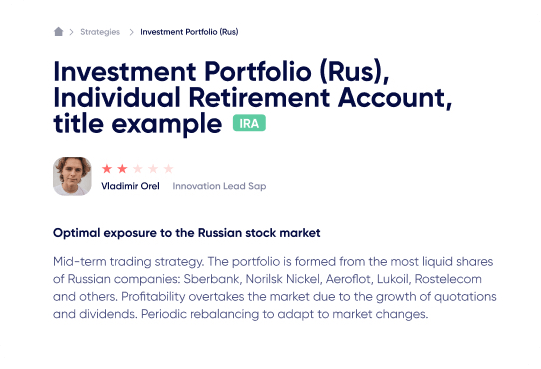 Strategies Investment Portfolio (Rus)
Investment Portfolio (Rus),
Individual Retirement Account,
title example IRA
Vladimir Orel Innovation Lead Sap
Optimal exposure to the Russian stock market
Mid-term trading strategy. The portfolio is formed from the most liquid shares
of Russian companies: Sberbank, Norilsk Nickel, Aeroflot, Lukoil, Rostelecom
and others. Profitability overtakes the market due to the growth of quotations
and dividends. Periodic rebalancing to adapt to market changes.